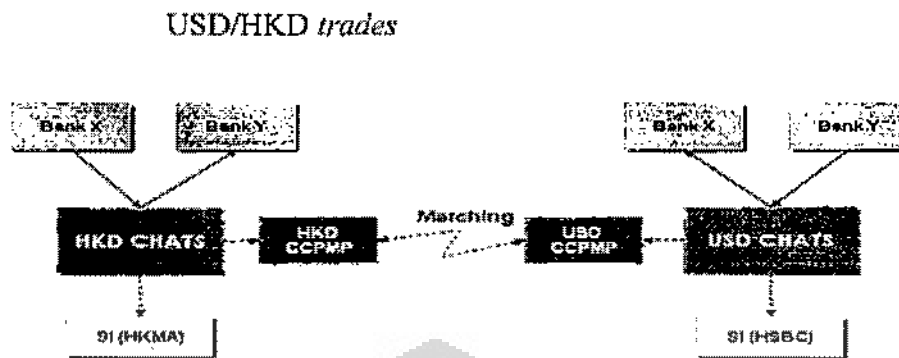 USD/HKD trades
Bank X Bank Y Bank X Bank Y
Matching
HKD CHATS HKD CCPMP USD CCPMP USD CHATS
SI (HKMA) SI (HSBC)